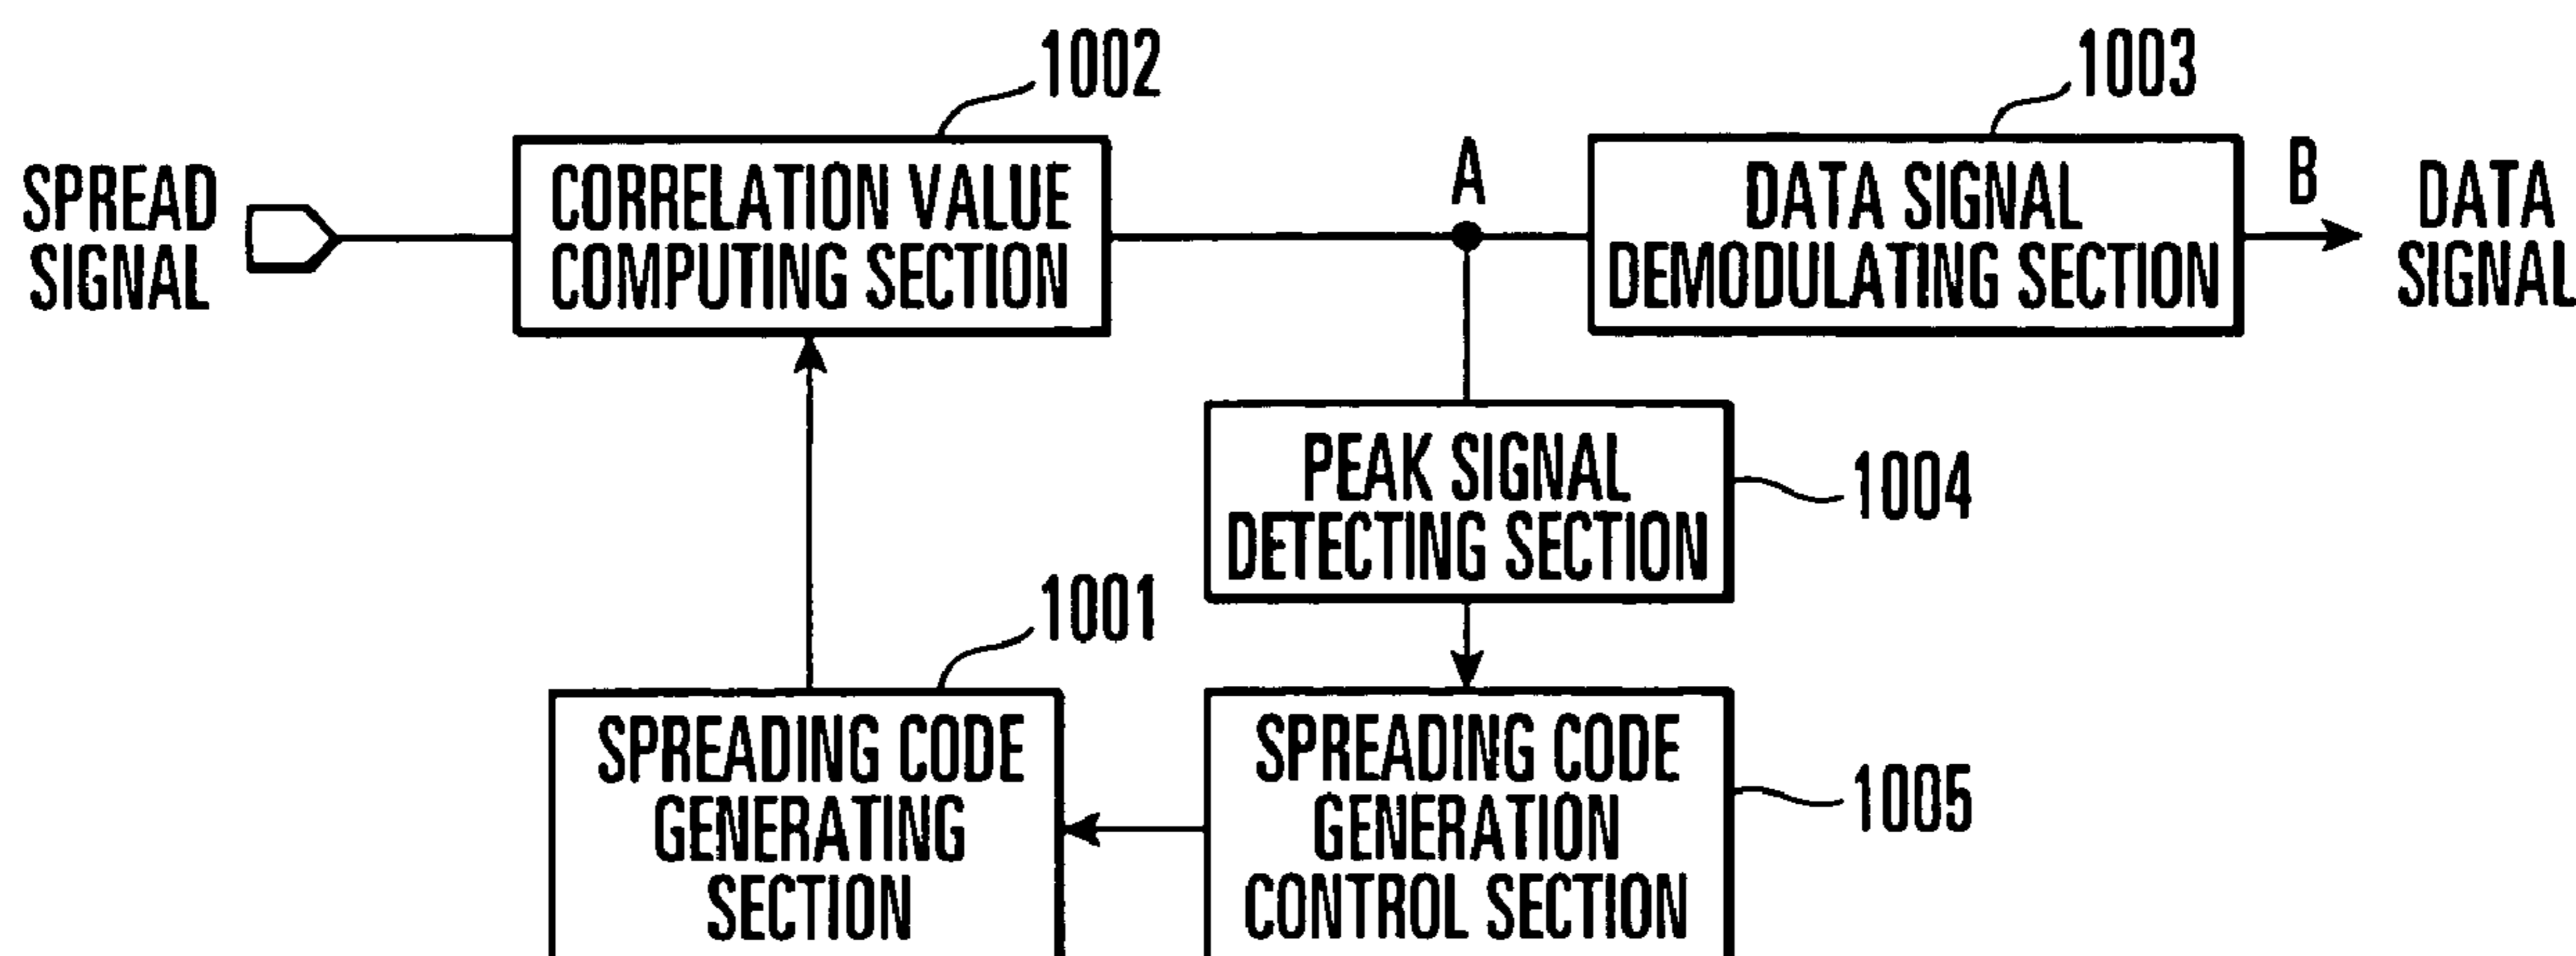 1002
1003
SPREAD
SIGNAL
CORRELATION VALUE
COMPUTING SECTION
A
DATA SIGNAL
DEMODULATING SECTION
B
DATA
SIGNAL
PEAK SIGNAL
DETECTING SECTION
1004
1001
SPREADING CODE
GENERATING
SECTION
SPREADING CODE
GENERATION
CONTROL SECTION
1005